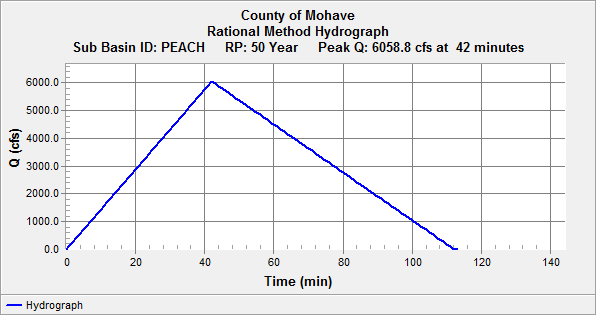 County of Mohave
Rational Method Hydrograph
Sub Basin ID: PEACH RP: 50 Year Peak Q: 6058.8 cfs at 42 minutes
Q (cfs)
6000.0
5000.0
4000.0
3000.0
2000.0
1000.0
0.0
0 20 40 60 80 100 120 140
Time (min)
Hydrograph